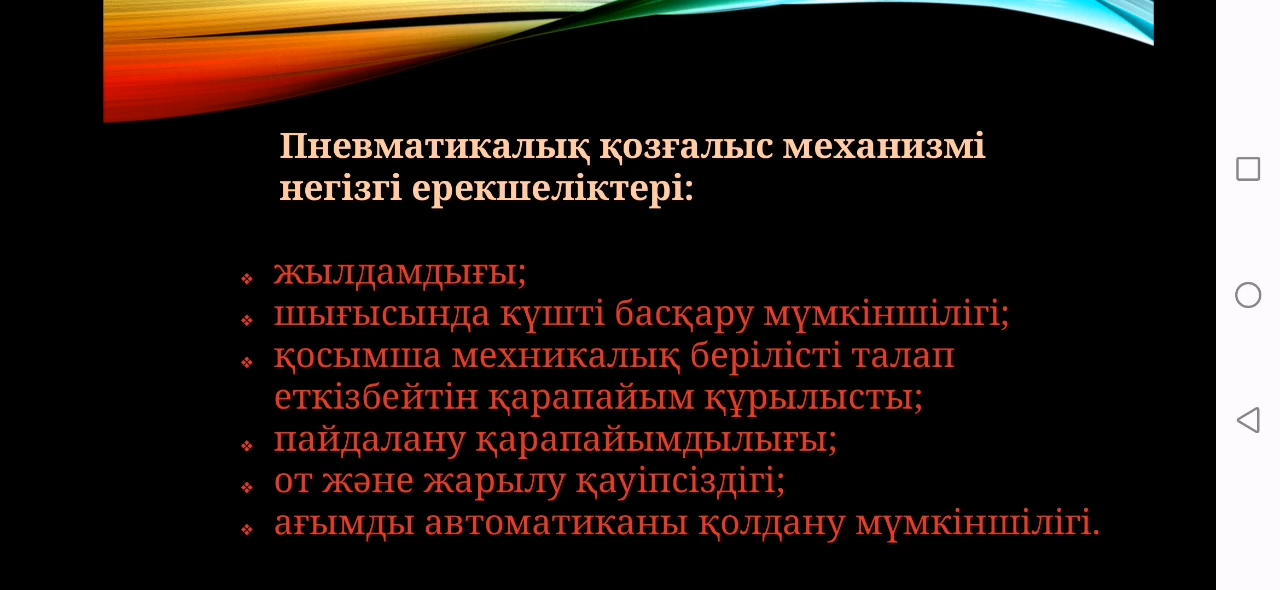 Пневматикалық қозғалыс механизмі
негізгі ерекшеліктері:
жылдамдығы;
шығысында күшті басқару мүмкіншілігі;
қосымша мехникалық берілісті талап
еткізбейтін қарапайым құрылысты;
пайдалану қарапайымдылығы;
от және жарылу қауіпсіздігі;
ағымды автоматиканы қолдану мүмкіншілігі.